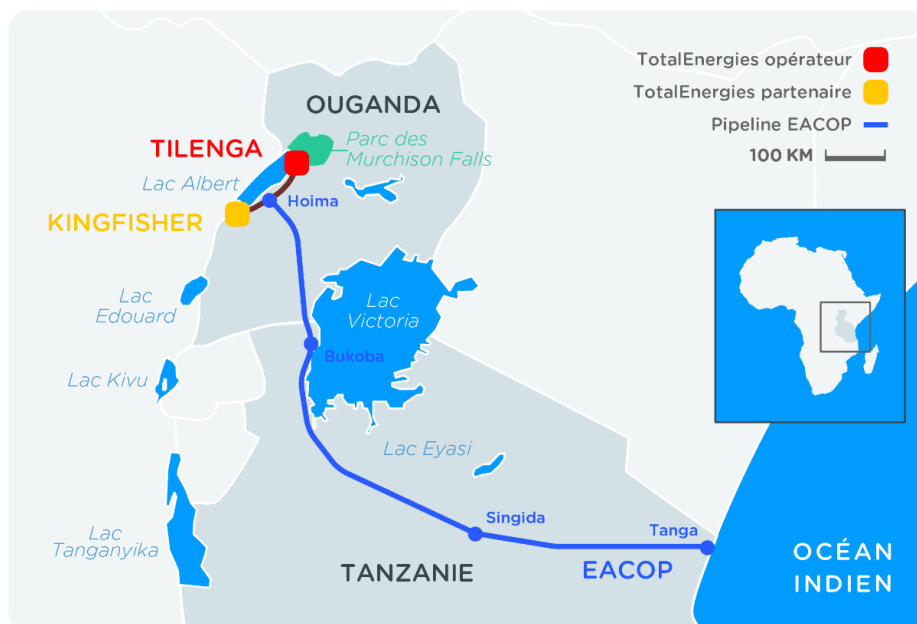 TotalEnergies opérateur
TotalEnergies partenaire
Pipeline EACOP
100 KM
OUGANDA
TILENGA
Parc des
Murchison Falls
Lac Albert
Hoima
KINGFISHER
Lac
Edouard
Lac
Victoria
Bukoba
Lac Kivu
Lac Eyasi
Singida
Tanga
Lac
Tanganyika
TANZANIE
EACOP
OCÉAN
INDIEN